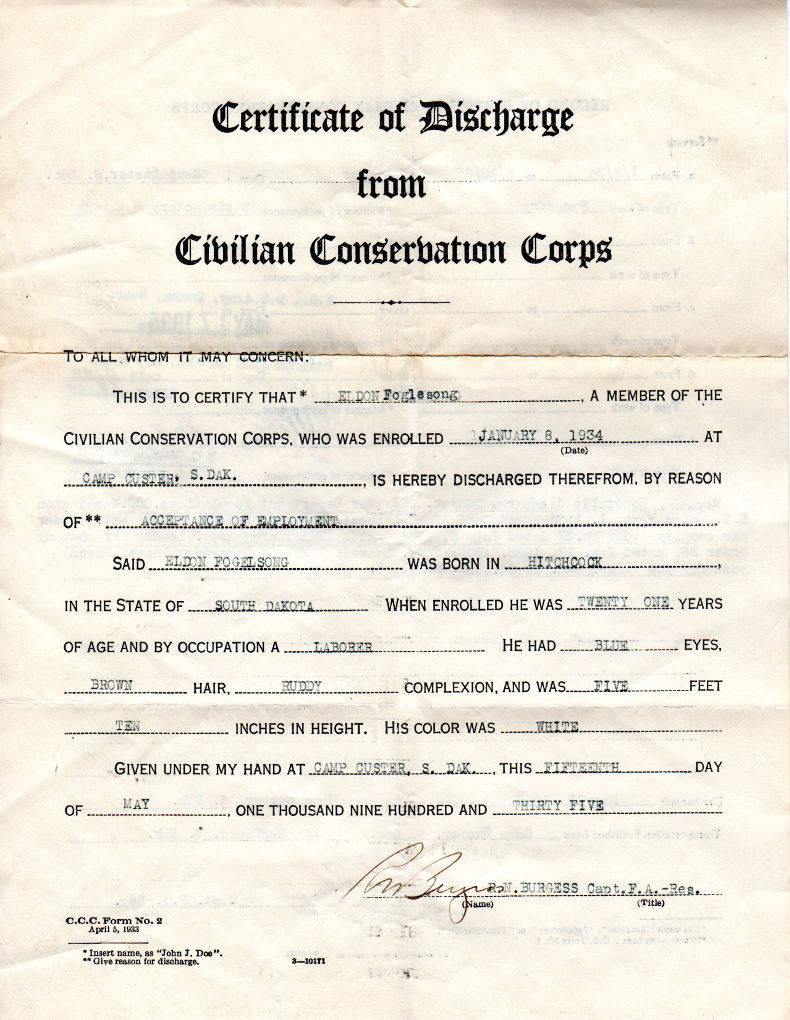 Certificate of Discharge
from
Civilian Conservation Corps
TO ALL WHOM IT MAY CONCERN:
THIS IS TO CERTIFY THAT * ELDON Foglesong, A MEMBER OF THE
CIVILIAN CONSERVATION CORPS, WHO WAS ENROLLED JANUARY 8, 1934 AT
(Date)
CAMP CUSTER, S.DAK., IS HEREBY DISCHARGED THEREFROM, BY REASON
OF ** ACCEPTANCE OF EMPLOYMENT
SAID ELDON FOGELSONG WAS BORN IN HITCHCOCK,
IN THE STATE OF SOUTH DAKOTA WHEN ENROLLED HE WAS TWENTY ONE YEARS
OF AGE AND BY OCCUPATION A LABORER HE HAD BLUE EYES,
BROWN HAIR, RUDDY COMPLEXION, AND WAS FIVE FEET
TEN INCHES IN HEIGHT. HIS COLOR WAS WHITE
GIVEN UNDER MY HAND AT CAMP CUSTER, S. DAK., THIS FIFTEENTH DAY
OF MAY, ONE THOUSAND NINE HUNDRED AND THIRTY FIVE
R.N. BURGESS Capt.F.A.-Res.
(Name) (Title)
C.C.C. FORM NO. 2
April 5, 1933
* Insert name, as "John J. Doe".
** Give reason for discharge. 3—10171